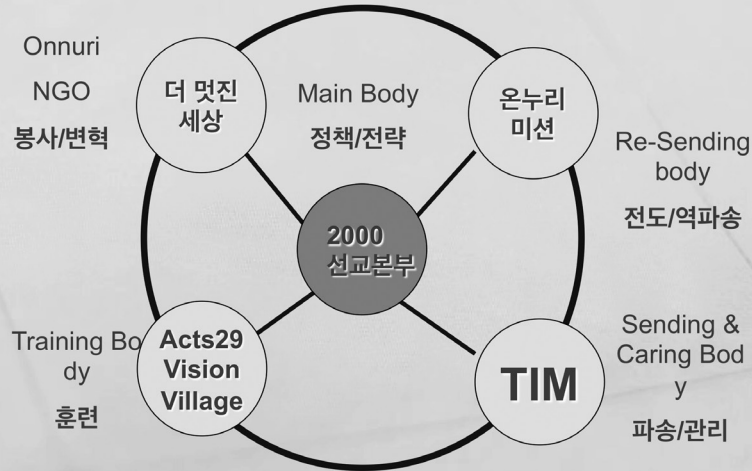 Onnuri
NGO
봉사/변혁
더 멋진
세상
Main Body
정책/전략
온누리
미션
Re-Sending
body
전도/역파송
2000
선교본부
Training Bo
dy
훈련
Acts29
Vision
Village
TIM
Sending &
Caring Bod
y
파송/관리